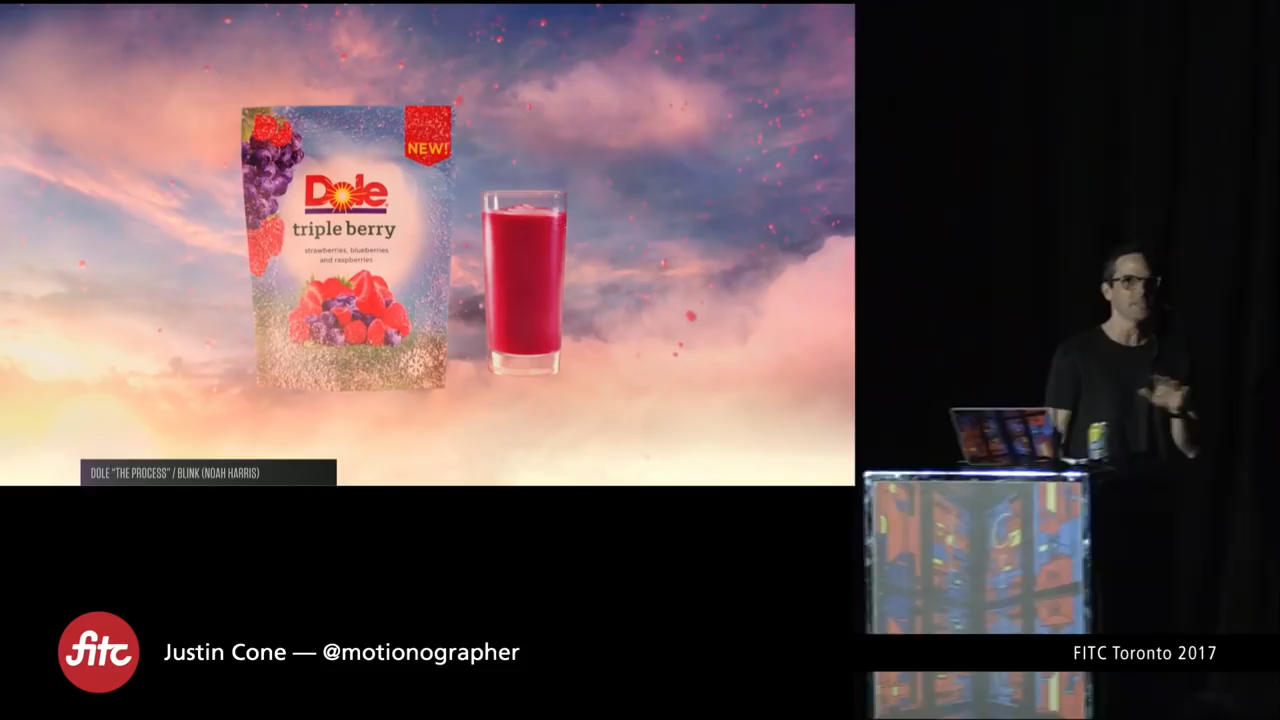 NEW!
Dole
triple berry
strawberries, blueberries
and raspberries
DOLE "THE PROCESS" / BLINK (NOAH HARRIS)
fitc
Justin Cone — @motionographer
FITC Toronto 2017